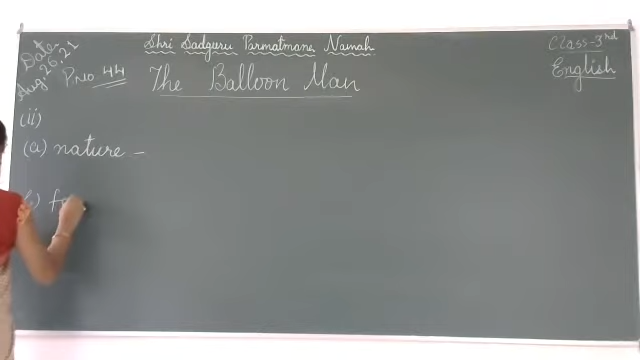 Shri Sadguru Parmatmane Namah
Date
Aug. 26. 21
P.No 44
The Balloon Man
Class-3rd
English
(ii)
(a) nature -